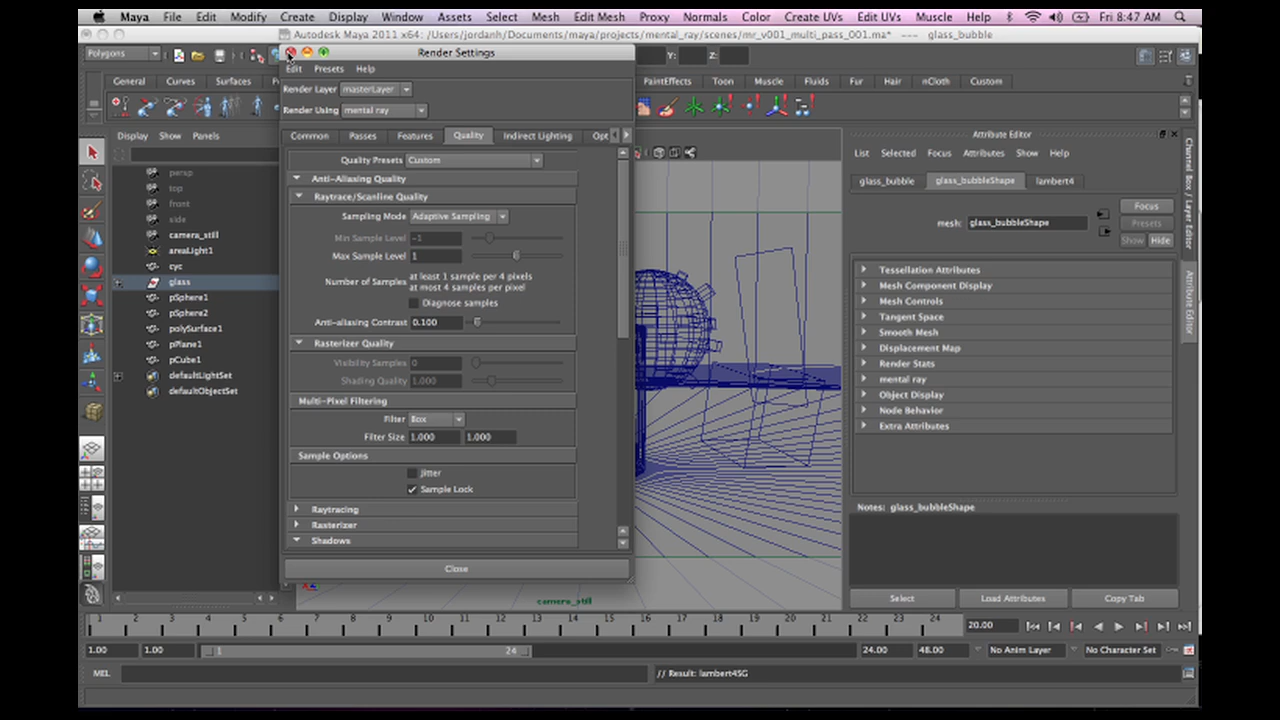 Maya File Edit Modify Create Display Window Assets Select Mesh Edit Mesh Proxy Normals Color Create UVs Edit UVs Muscle Help Fri 8:47 AM
Autodesk Maya 2011 x64: /Users/jordanh/Documents/maya/projects/mental_ray/scenes/mr_v001_multi_pass_001.ma* --- glass_bubble
Polygons
Render Settings
Y: Z:
Edit Presets Help
General Curves Surfaces
PaintEffects Toon Muscle Fluids Fur Hair nCloth Custom
Render Layer masterLayer
Render Using mental ray
Display Show Panels
Common Passes Features Quality Indirect Lighting Opt
Attribute Editor
List Selected Focus Attributes Show Help
glass_bubble glass_bubbleShape lambert4
Focus
mesh: glass_bubbleShape
Presets
Show Hide
Channel Box / Layer Editor
Attribute Editor
persp
top
front
side
camera_still
areaLight1
cyc
glass
pSphere1
pSphere2
polySurface1
pPlane1
pCube1
defaultLightSet
defaultObjectSet
Quality Presets Custom
Anti-Aliasing Quality
Raytrace/Scanline Quality
Sampling Mode Adaptive Sampling
Min Sample Level -1
Max Sample Level 1
Number of Samples at least 1 sample per 4 pixels
at most 4 samples per pixel
Diagnose samples
Anti-aliasing Contrast 0.100
Rasterizer Quality
Visibility Samples 0
Shading Quality 1.000
Multi-Pixel Filtering
Filter Box
Filter Size 1.000 1.000
Sample Options
Jitter
Sample Lock
Raytracing
Rasterizer
Shadows
Close
Tessellation Attributes
Mesh Component Display
Mesh Controls
Tangent Space
Smooth Mesh
Displacement Map
Render Stats
mental ray
Object Display
Node Behavior
Extra Attributes
Notes: glass_bubbleShape
Select Load Attributes Copy Tab
camera_still
1 2 3 4 5 6 7 8 9 10 11 12 13 14 15 16 17 18 19 20 21 22 23 24 20.00
1.00 1.00 1 24 24.00 48.00 No Anim Layer No Character Set
MEL // Result: lambert4SG